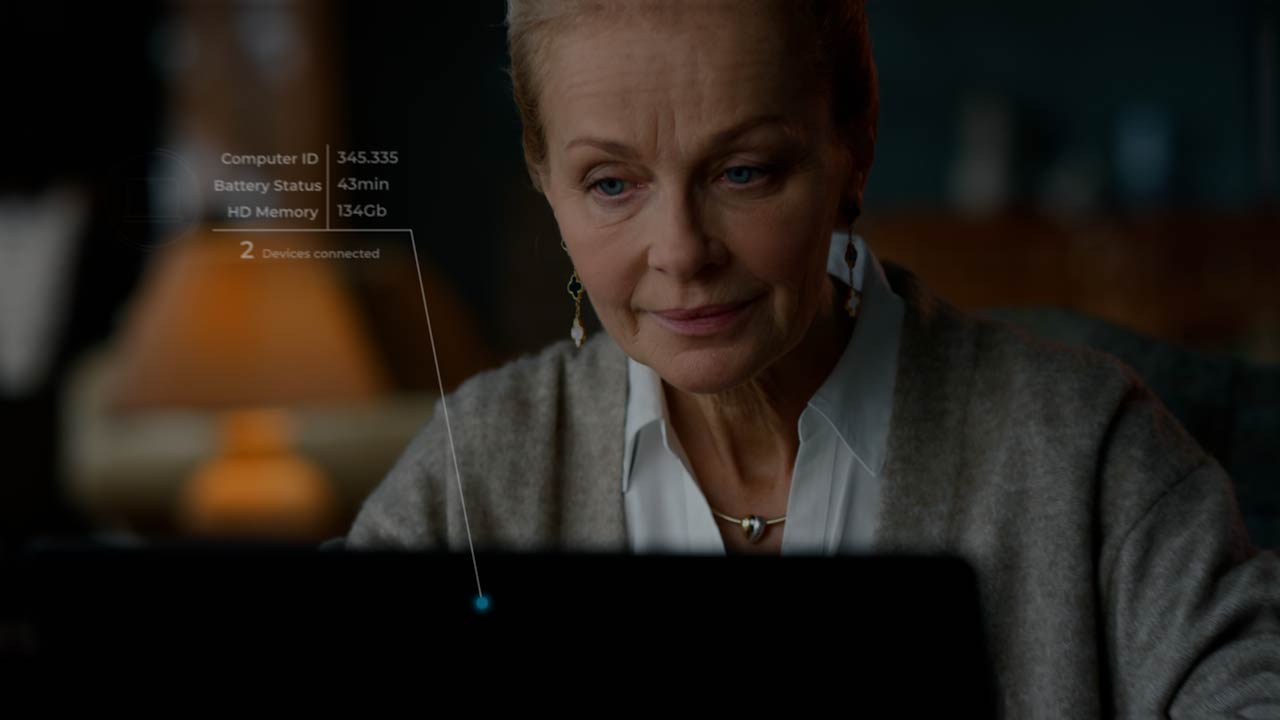 Computer ID 345.335
Battery Status 43min
HD Memory 134Gb
2 Devices connected